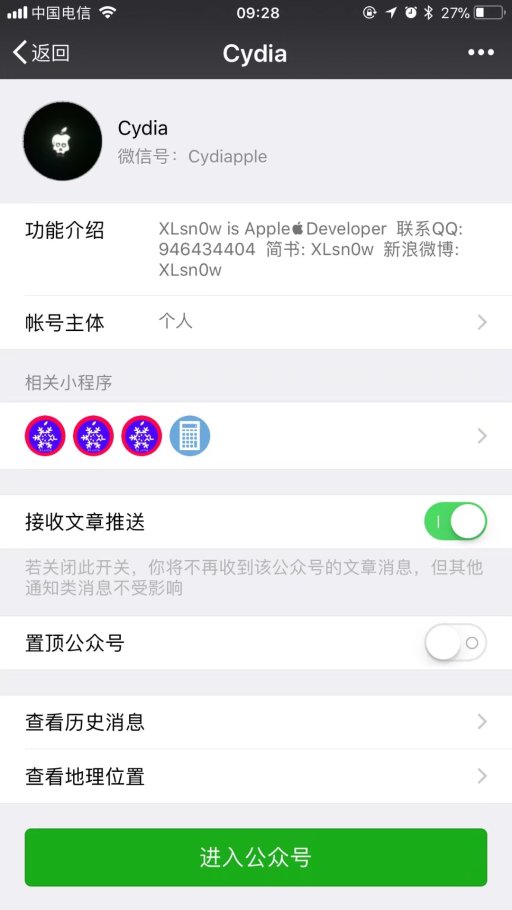 中国电信 09:28 27%
返回 Cydia
Cydia
微信号: Cydiapple
功能介绍 XLsn0w is AppleDeveloper 联系QQ:
946434404 简书: XLsn0w 新浪微博:
XLsn0w
帐号主体 个人
相关小程序
接收文章推送
若关闭此开关，你将不再收到该公众号的文章消息，但其他
通知类消息不受影响
置顶公众号
查看历史消息
查看地理位置
进入公众号